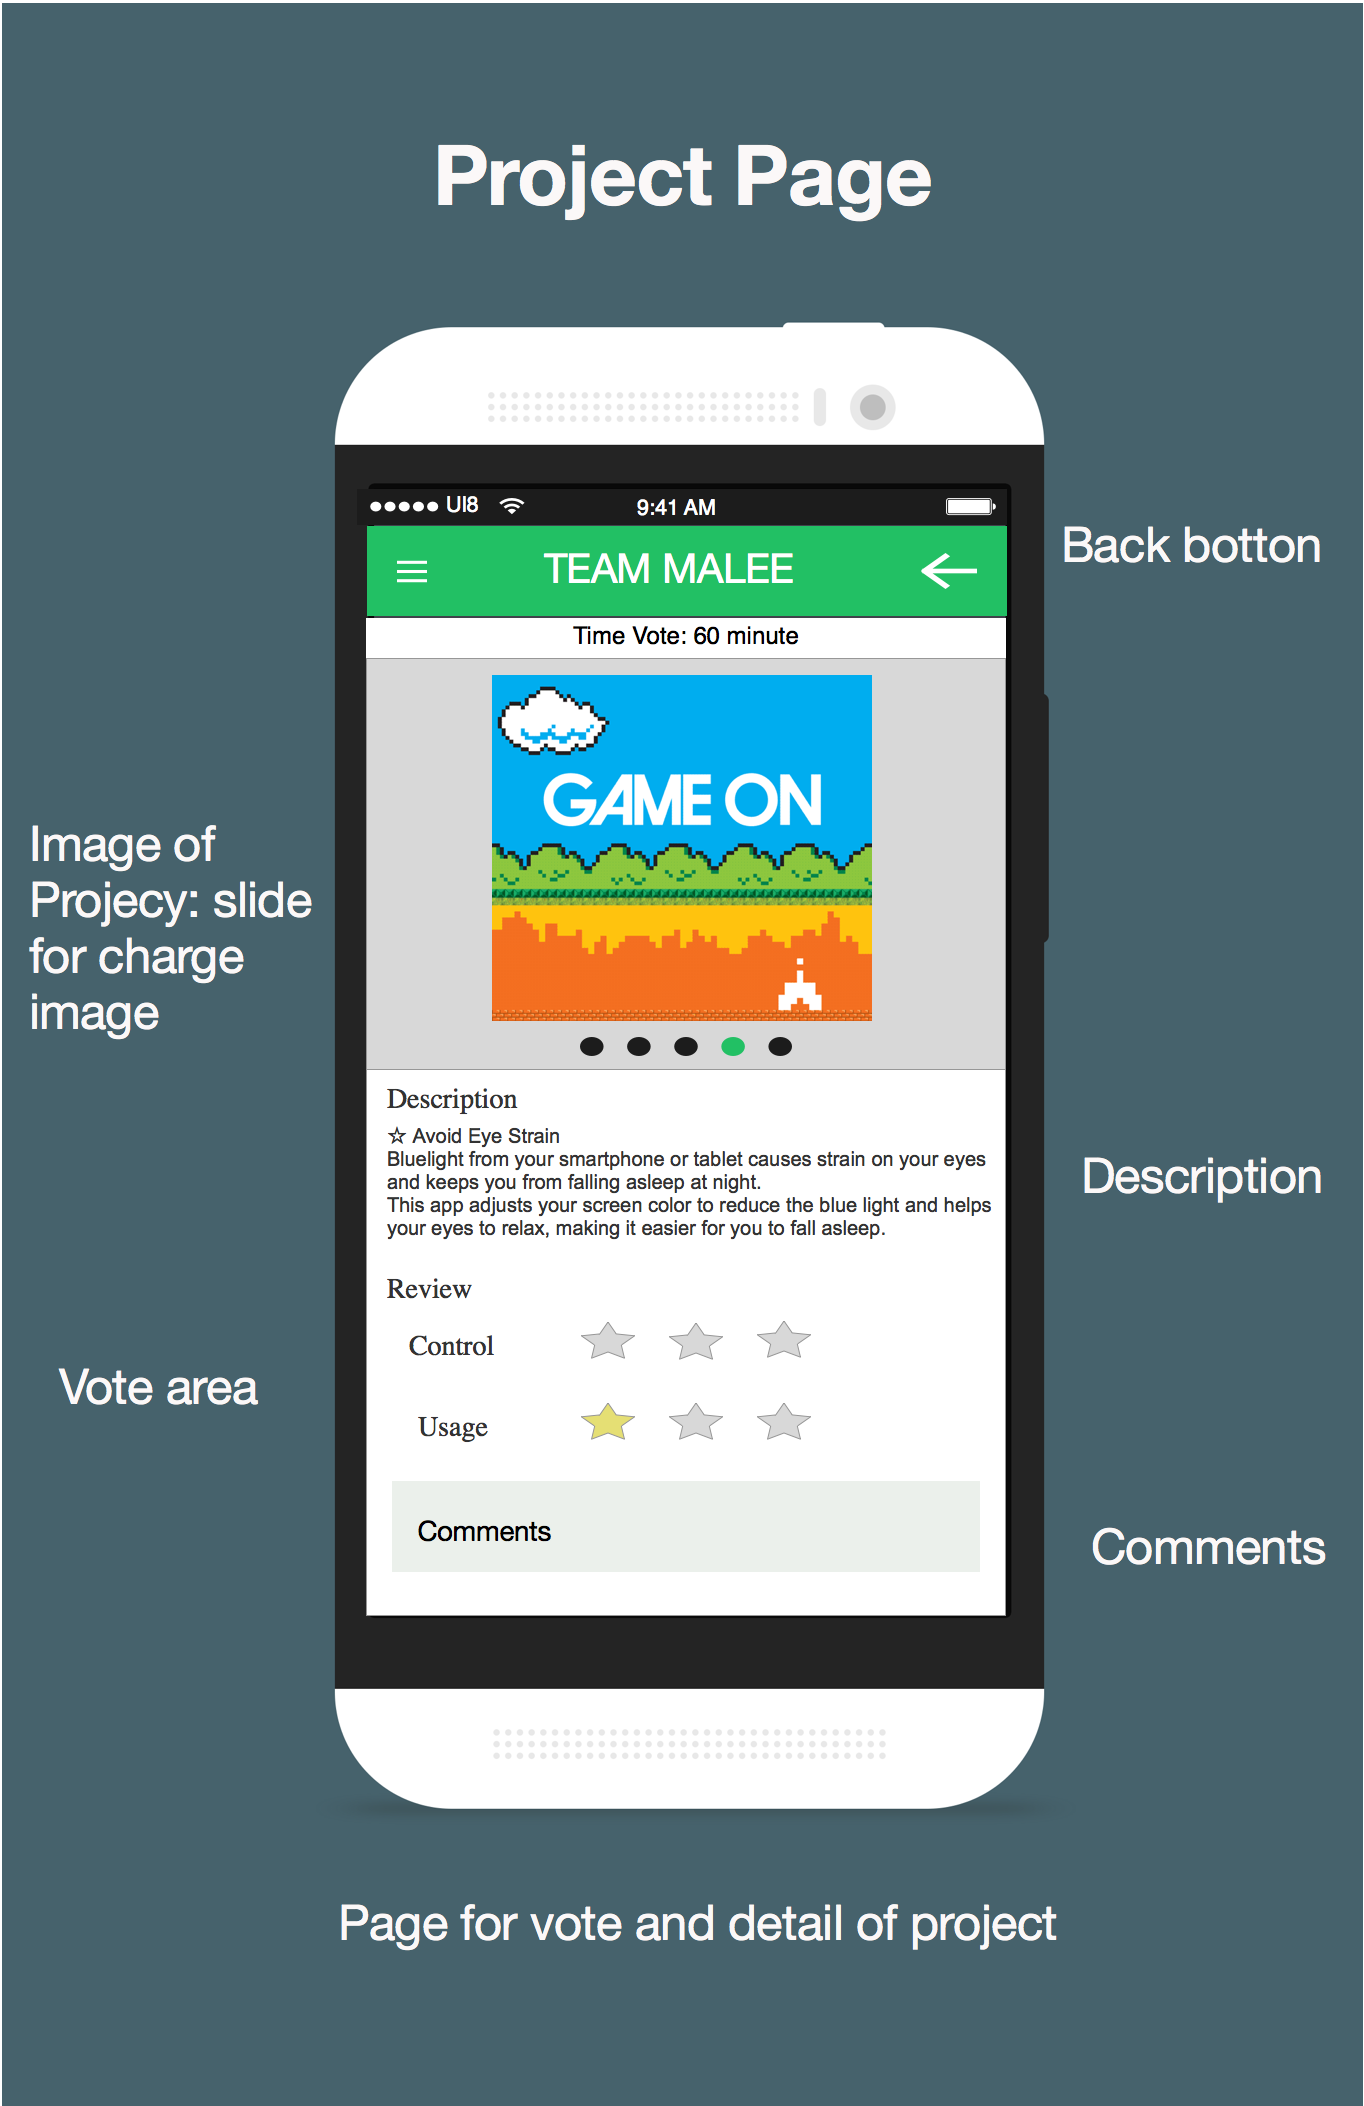 Project Page
UI8
9:41 AM
Back botton
TEAM MALEE
Time Vote: 60 minute
GAME ON
Image of
Projecy: slide
for charge
image
Description
☆ Avoid Eye Strain
Bluelight from your smartphone or tablet causes strain on your eyes
and keeps you from falling asleep at night.
This app adjusts your screen color to reduce the blue light and helps
your eyes to relax, making it easier for you to fall asleep.
Description
Review
Control
Vote area
Usage
Comments
Comments
Page for vote and detail of project